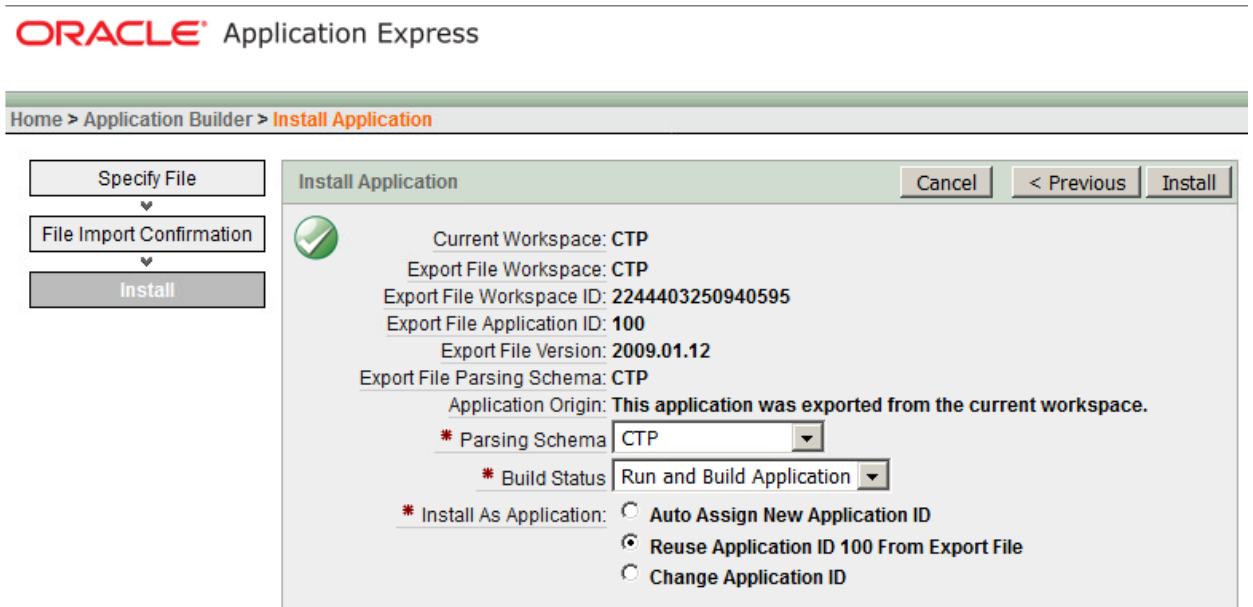 ORACLE Application Express
Home > Application Builder > Install Application
Specify File
File Import Confirmation
Install
Install Application
Cancel
< Previous
Install
Current Workspace: CTP
Export File Workspace: CTP
Export File Workspace ID: 2244403250940595
Export File Application ID: 100
Export File Version: 2009.01.12
Export File Parsing Schema: CTP
Application Origin: This application was exported from the current workspace.
* Parsing Schema CTP
* Build Status Run and Build Application
* Install As Application: Auto Assign New Application ID
Reuse Application ID 100 From Export File
Change Application ID